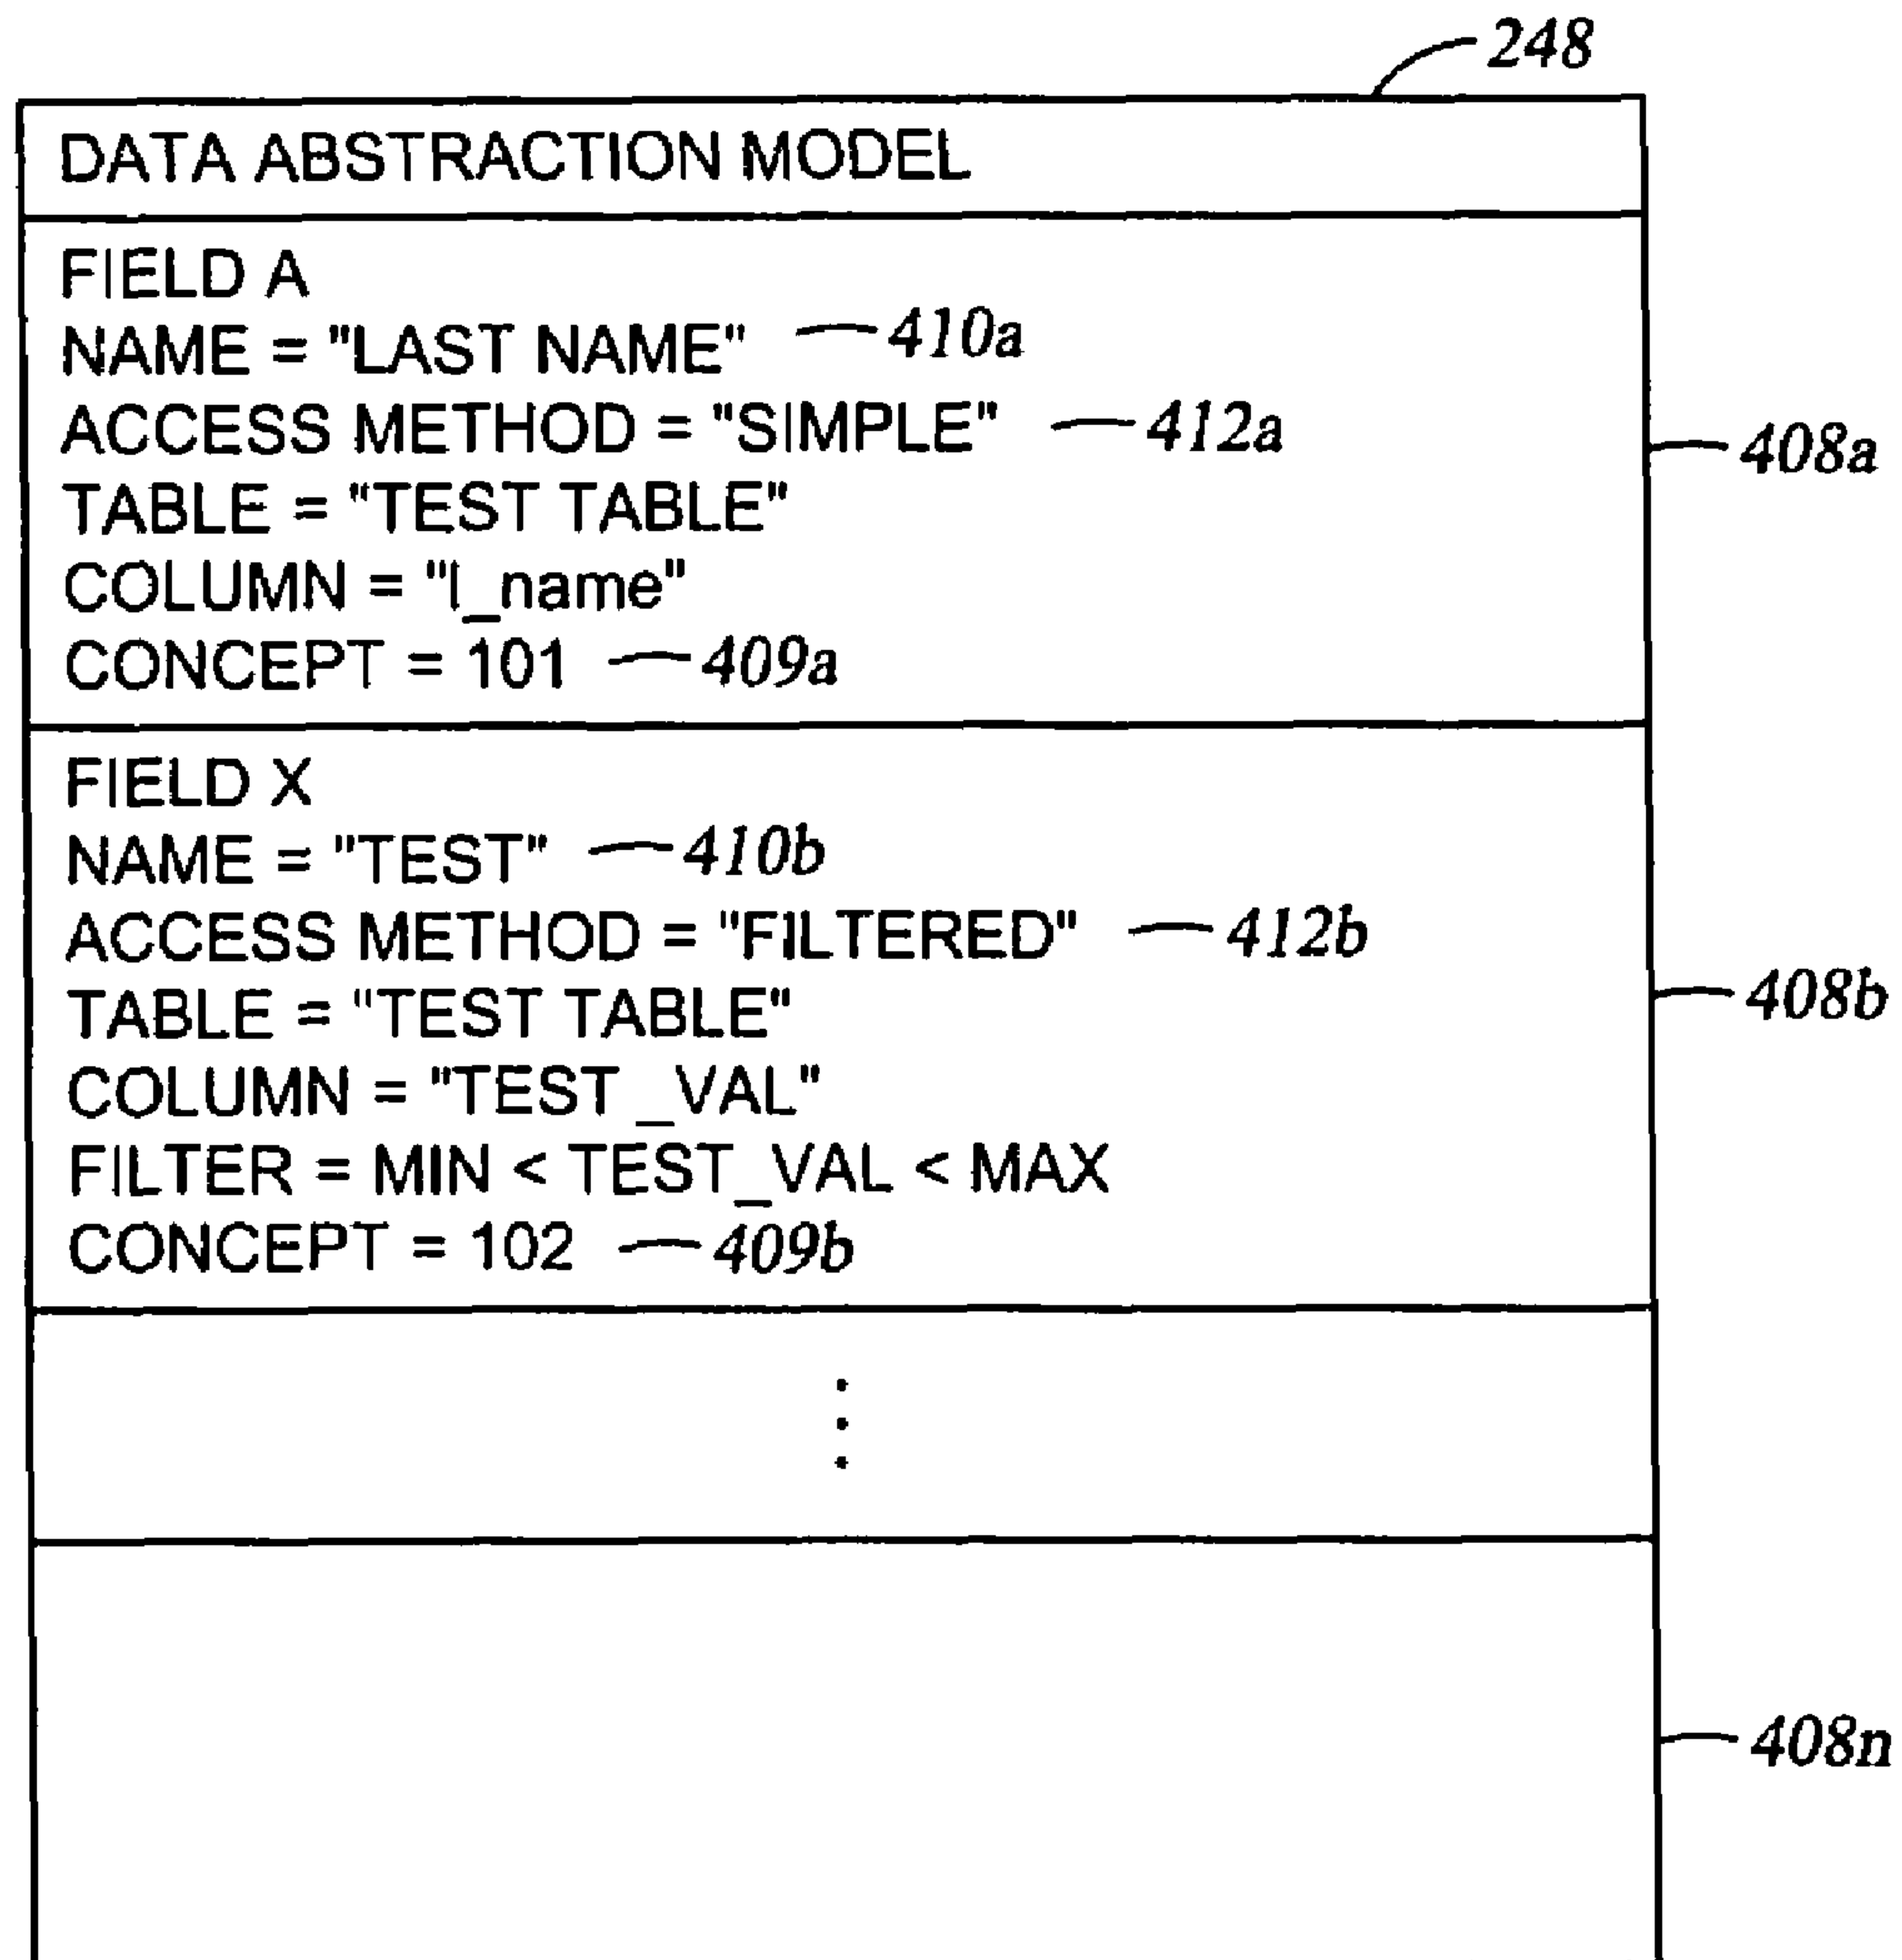 248
DATA ABSTRACTION MODEL
FIELD A
NAME = "LAST NAME" 410a
ACCESS METHOD = "SIMPLE" 412a
408a
TABLE = "TEST TABLE"
COLUMN = "l_name"
CONCEPT = 101 409a
FIELD X
NAME = "TEST" 410b
ACCESS METHOD = "FILTERED" 412b
408b
TABLE = "TEST TABLE"
COLUMN = "TEST_VAL"
FILTER = MIN < TEST_VAL < MAX
CONCEPT = 102 409b
408n